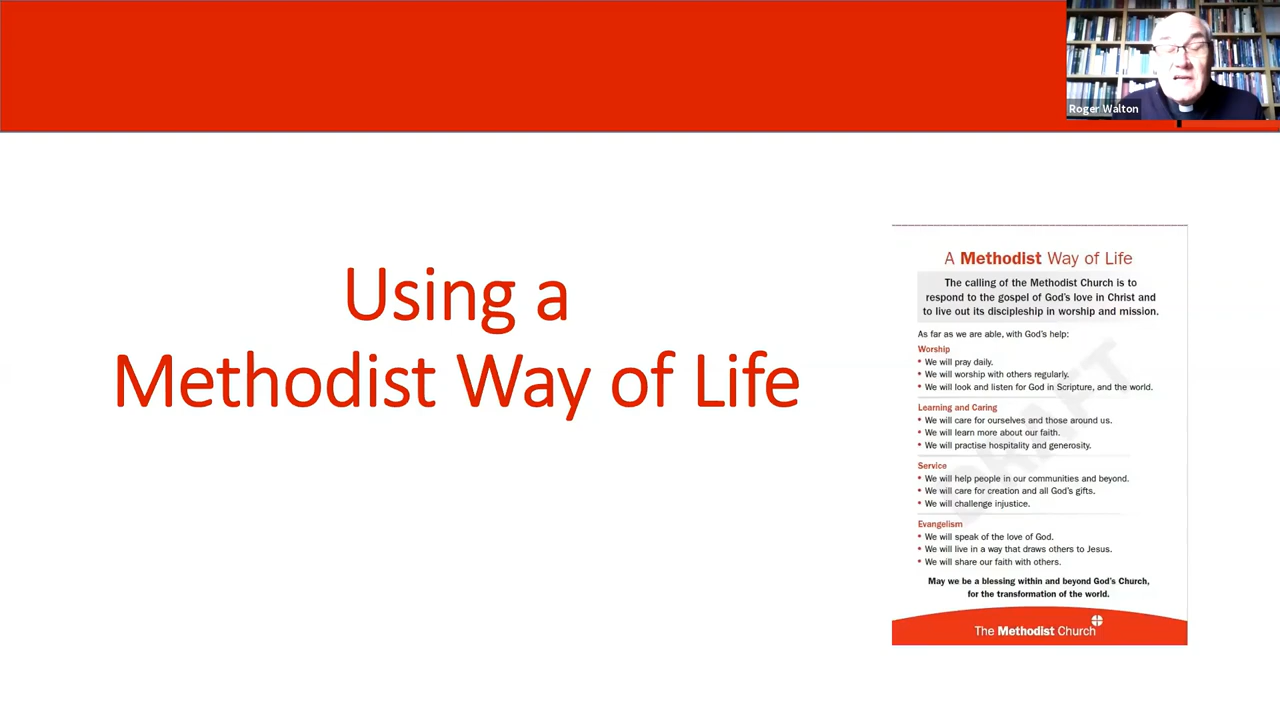 Roger Walton
Using a
Methodist Way of Life
A Methodist Way of Life
The calling of the Methodist Church is to
respond to the gospel of God's love in Christ and
to live out its discipleship in worship and mission.
As far as we are able, with God's help:
Worship
• We will pray daily.
• We will worship with others regularly.
• We will look and listen for God in Scripture, and the world.
Learning and Caring
• We will care for ourselves and those around us.
• We will learn more about our faith.
• We will practise hospitality and generosity.
Service
• We will help people in our communities and beyond.
• We will care for creation and all God's gifts.
• We will challenge injustice.
Evangelism
• We will speak of the love of God.
• We will live in a way that draws others to Jesus.
• We will share our faith with others.
May we be a blessing within and beyond God's Church,
for the transformation of the world.
The Methodist Church
DRAFT